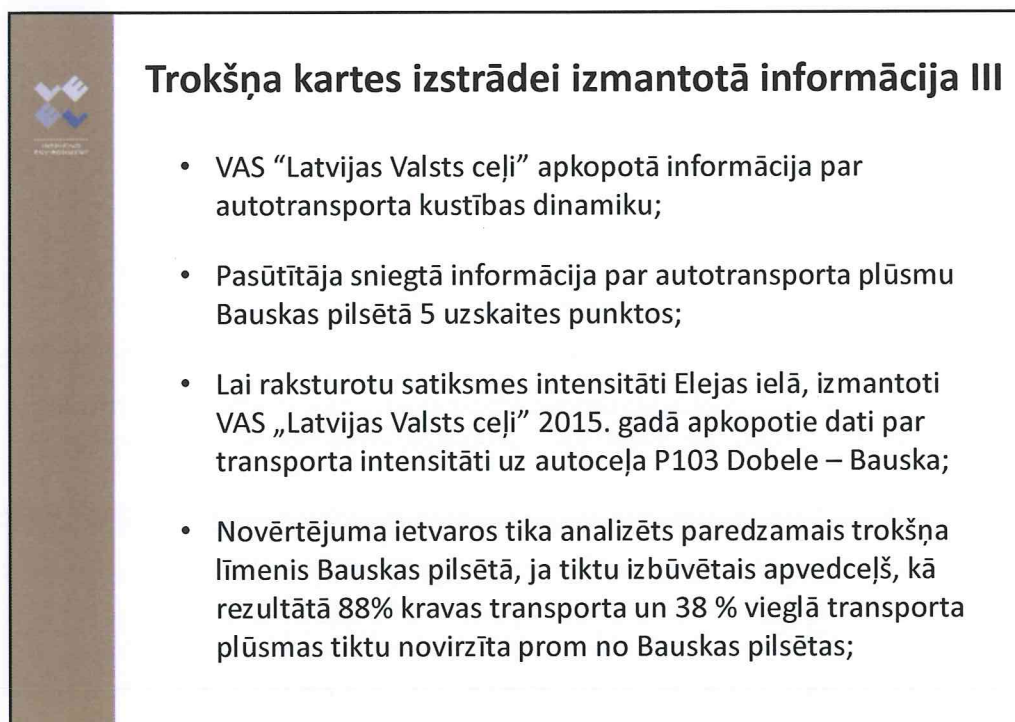 Trokšņa kartes izstrādei izmantotā informācija III
• VAS “Latvijas Valsts ceļi” apkopotā informācija par
autotransporta kustības dinamiku;
• Pasūtītāja sniegtā informācija par autotransporta plūsmu
Bauskas pilsētā 5 uzskaites punktos;
• Lai raksturotu satiksmes intensitāti Elejas ielā, izmantoti
VAS „Latvijas Valsts ceļi” 2015. gadā apkopotie dati par
transporta intensitāti uz autoceļa P103 Dobele – Bauska;
• Novērtējuma ietvaros tika analizēts paredzamais trokšņa
līmenis Bauskas pilsētā, ja tiktu izbūvētais apvedceļš, kā
rezultātā 88% kravas transporta un 38 % vieglā transporta
plūsmas tiktu novirzīta prom no Bauskas pilsētas;